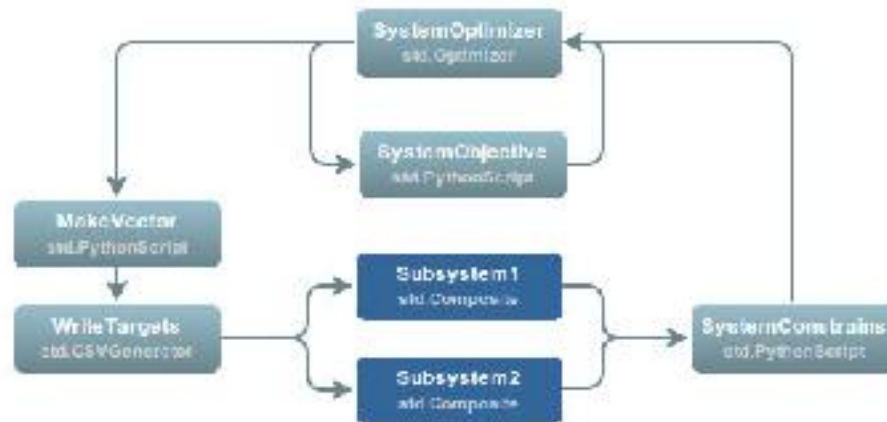 SystemOptimizer
std.Optimizer
SystemObjective
std.PythonScript
MakeVector
std.PythonScript
Subsystem1
std.Composite
WriteTargets
std.CSVGenerator
SystemConstrains
std.PythonScript
Subsystem2
std.Composite